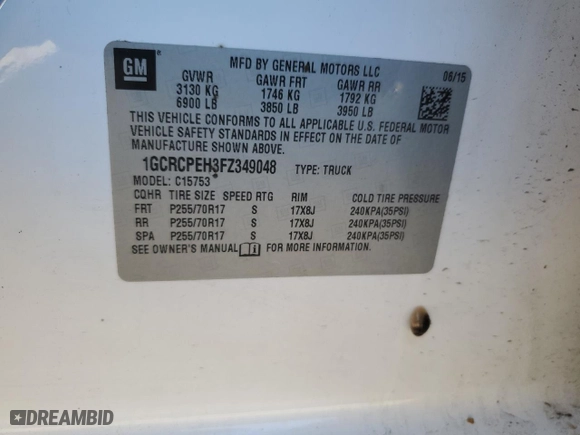 GM
MFD BY GENERAL MOTORS LLC 06/15
GVWR GAWR FRT GAWR RR
3130 KG 1746 KG 1792 KG
6900 LB 3850 LB 3950 LB
THIS VEHICLE CONFORMS TO ALL APPLICABLE U.S. FEDERAL MOTOR
VEHICLE SAFETY STANDARDS IN EFFECT ON THE DATE OF
MANUFACTURE SHOWN ABOVE.
1GCRCPEH3FZ349048 TYPE: TRUCK
MODEL: C15753
CQHR TIRE SIZE SPEED RTG RIM COLD TIRE PRESSURE
FRT P255/70R17 S 17X8J 240KPA(35PSI)
RR P255/70R17 S 17X8J 240KPA(35PSI)
SPA P255/70R17 S 17X8J 240KPA(35PSI)
SEE OWNER'S MANUAL FOR MORE INFORMATION.
DREAMBID